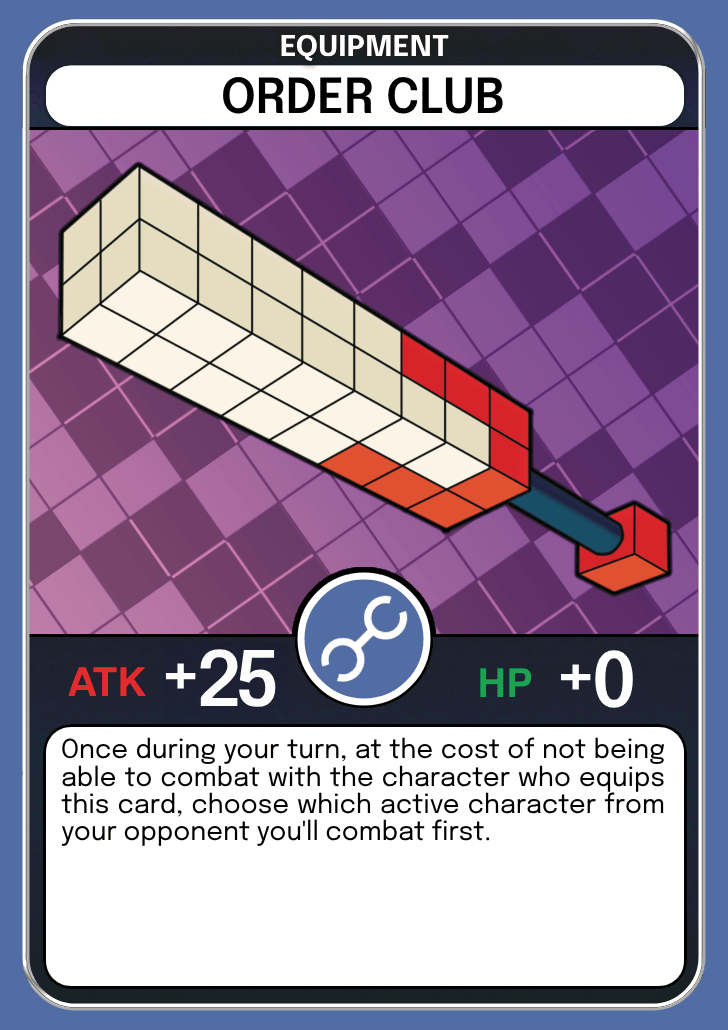 EQUIPMENT
ORDER CLUB
ATK +25
HP +0
Once during your turn, at the cost of not being
able to combat with the character who equips
this card, choose which active character from
your opponent you'll combat first.